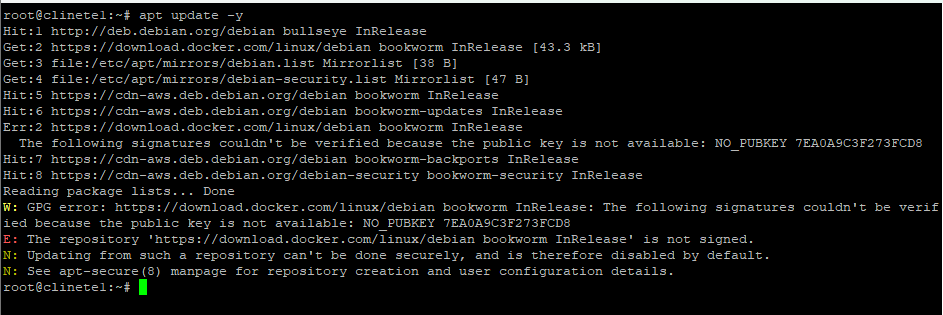 root@clinetel:~# apt update -y
Hit:1 http://deb.debian.org/debian bullseye InRelease
Get:2 https://download.docker.com/linux/debian bookworm InRelease [43.3 kB]
Get:3 file:/etc/apt/mirrors/debian.list Mirrorlist [38 B]
Get:4 file:/etc/apt/mirrors/debian-security.list Mirrorlist [47 B]
Hit:5 https://cdn-aws.deb.debian.org/debian bookworm InRelease
Hit:6 https://cdn-aws.deb.debian.org/debian bookworm-updates InRelease
Err:2 https://download.docker.com/linux/debian bookworm InRelease
  The following signatures couldn't be verified because the public key is not available: NO_PUBKEY 7EA0A9C3F273FCD8
Hit:7 https://cdn-aws.deb.debian.org/debian bookworm-backports InRelease
Hit:8 https://cdn-aws.deb.debian.org/debian-security bookworm-security InRelease
Reading package lists... Done
W: GPG error: https://download.docker.com/linux/debian bookworm InRelease: The following signatures couldn't be verif
ied because the public key is not available: NO_PUBKEY 7EA0A9C3F273FCD8
E: The repository 'https://download.docker.com/linux/debian bookworm InRelease' is not signed.
N: Updating from such a repository can't be done securely, and is therefore disabled by default.
N: See apt-secure(8) manpage for repository creation and user configuration details.
root@clinetel:~#